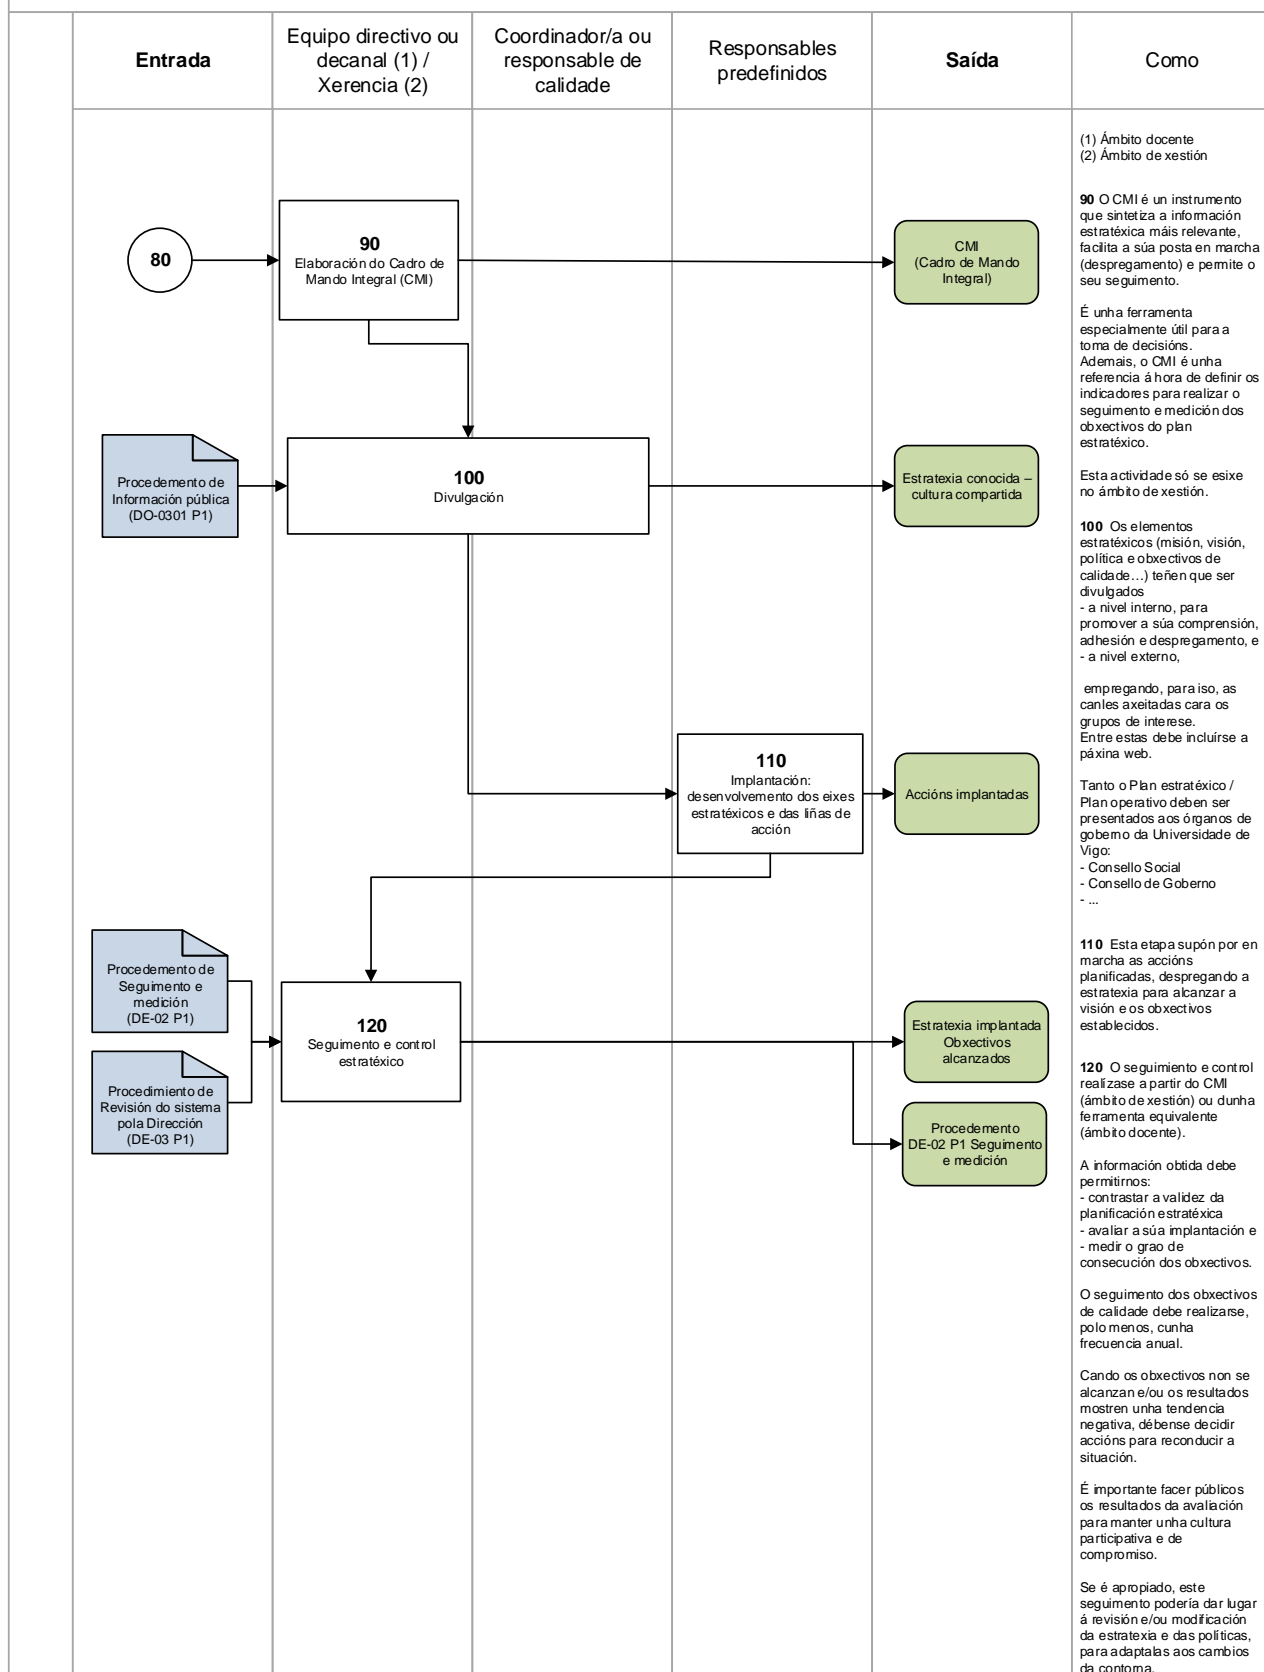 Entrada
Equipo directivo ou
decanal (1) /
Xerencia (2)
Coordinador/a ou
responsable de
calidade
Responsables
predefinidos
Saída
Como
80
90
Elaboración do Cadro de
Mando Integral (CMI)
CMI
(Cadro de Mando
Integral)
Procedemento de
Información pública
(DO-0301 P1)
100
Divulgación
Estratexia conocida –
cultura compartida
110
Implantación:
desenvolvemento dos eixes
estratéxicos e das liñas de
acción
Accións implantadas
Procedemento de
Seguimento e
medición
(DE-02 P1)
Procedimiento de
Revisión do sistema
pola Dirección
(DE-03 P1)
120
Seguimento e control
estratéxico
Estratexia implantada
Obxectivos
alcanzados
Procedemento
DE-02 P1 Seguimento
e medición
(1) Ámbito docente
(2) Ámbito de xestión
90 O CMI é un instrumento
que sintetiza a información
estratéxica máis relevante,
facilita a súa posta en marcha
(despregamento) e permite o
seu seguimento.
É unha ferramenta
especialmente útil para a
toma de decisións.
Ademais, o CMI é unha
referencia á hora de definir os
indicadores para realizar o
seguimento e medición dos
obxectivos do plan
estratéxico.
Esta actividade só se esixe
no ámbito de xestión.
100 Os elementos
estratéxicos (misión, visión,
política e obxectivos de
calidade…) teñen que ser
divulgados
- a nivel interno, para
promover a súa comprensión,
adhesión e despregamento, e
- a nivel externo,
empregando, para iso, as
canles axeitadas cara os
grupos de interese.
Entre estas debe incluírse a
páxina web.
Tanto o Plan estratéxico /
Plan operativo deben ser
presentados aos órganos de
goberno da Universidade de
Vigo:
- Consello Social
- Consello de Goberno
- ...
110 Esta etapa supón por en
marcha as accións
planificadas, despregando a
estratexia para alcanzar a
visión e os obxectivos
establecidos.
120 O seguimiento e control
realízase a partir do CMI
(ámbito de xestión) ou dunha
ferramenta equivalente
(ámbito docente).
A información obtida debe
permitirnos:
- contrastar a validez da
planificación estratéxica
- avaliar a súa implantación e
- medir o grao de
consecución dos obxectivos.
O seguimento dos obxectivos
de calidade debe realizarse,
polo menos, cunha
frecuencia anual.
Cando os obxectivos non se
alcanzan e/ou os resultados
mostren unha tendencia
negativa, débense decidir
accións para reconducir a
situación.
É importante facer públicos
os resultados da avaliación
para manter unha cultura
participativa e de
compromiso.
Se é apropiado, este
seguimento podería dar lugar
á revisión e/ou modificación
da estratexia e das políticas,
para adaptalas aos cambios
da contorna.